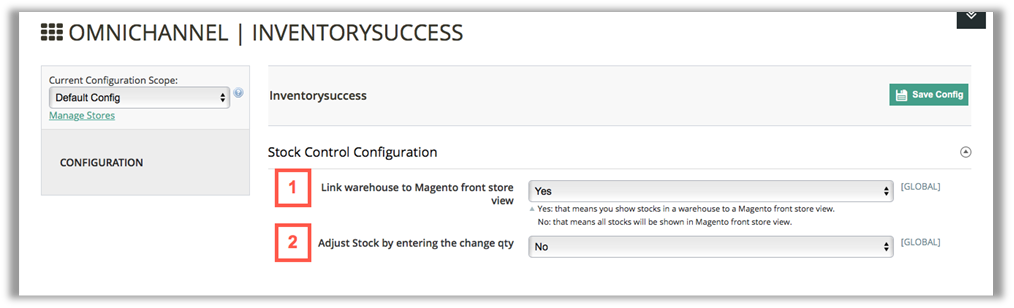 OMNICHANNEL | INVENTORYSUCCESS
Current Configuration Scope:
Default Config
Manage Stores
CONFIGURATION
Inventorysuccess
Save Config
Stock Control Configuration
1
Link warehouse to Magento front store
view
Yes
[GLOBAL]
Yes: that means you show stocks in a warehouse to a Magento front store view.
No: that means all stocks will be shown in Magento front store view.
2
Adjust Stock by entering the change qty
No
[GLOBAL]